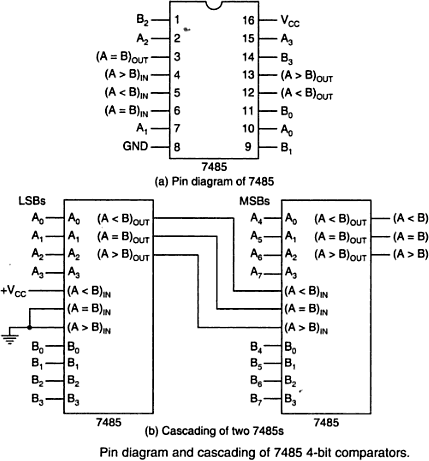 B2 1 16 VCC
A2 2 15 A3
(A = B)OUT 3 14 B3
(A > B)IN 4 13 (A > B)OUT
(A < B)IN 5 12 (A < B)OUT
(A = B)IN 6 11 B0
A1 7 10 A0
GND 8 9 B1
7485
(a) Pin diagram of 7485
LSBs MSBs
A0 A0 (A < B)OUT A4 A0 (A < B)OUT (A < B)
A1 A1 (A = B)OUT A5 A1 (A = B)OUT (A = B)
A2 A2 (A > B)OUT A6 A2 (A > B)OUT (A > B)
A3 A3 A7 A3
+VCC (A < B)IN (A < B)IN
(A = B)IN (A = B)IN
(A > B)IN (A > B)IN
B0 B0 B4 B0
B1 B1 B5 B1
B2 B2 B6 B2
B3 B3 B7 B3
7485 7485
(b) Cascading of two 7485s
Pin diagram and cascading of 7485 4-bit comparators.